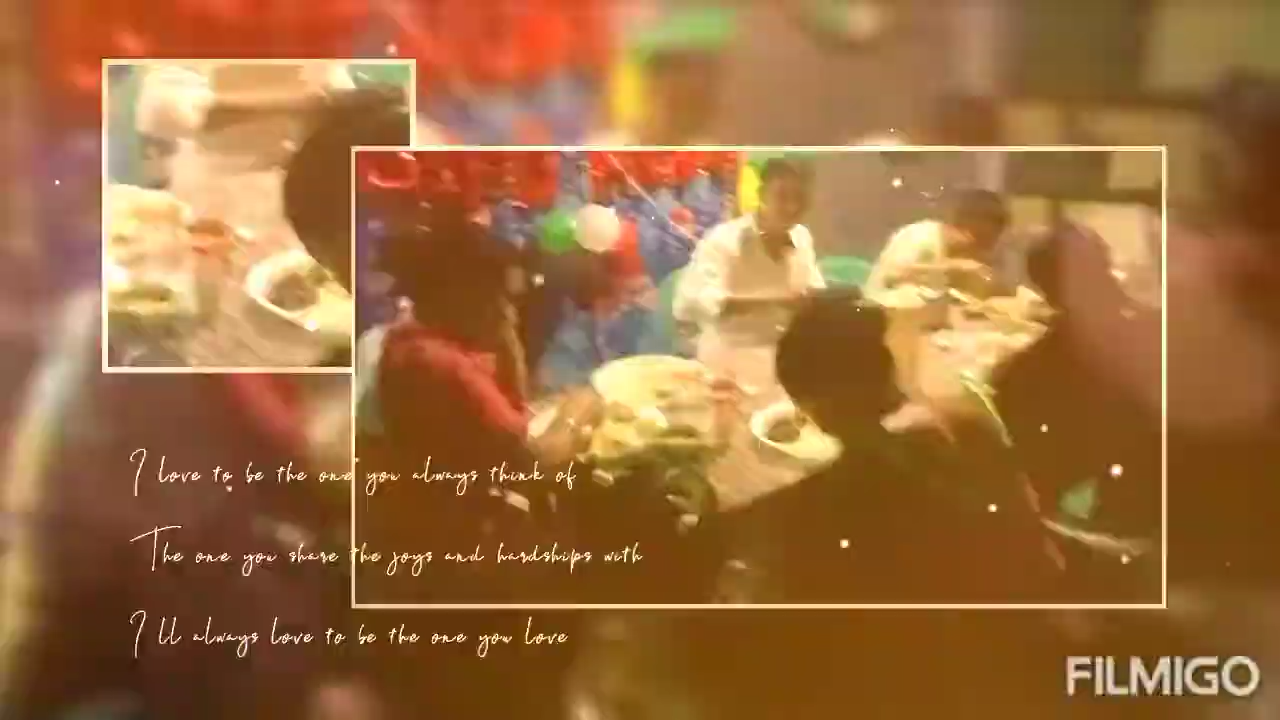 I love to be the one you always think of
The one you share the joys and hardships with
I ll always love to be the one you love
FILMIGO